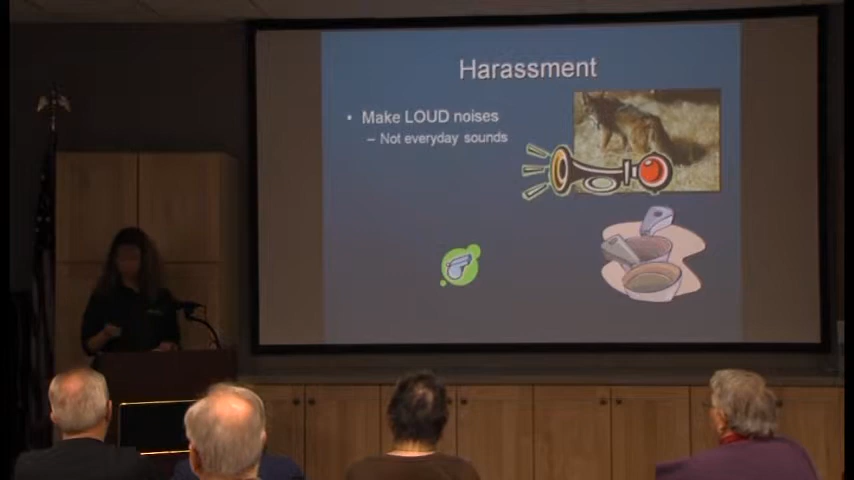 Harassment
• Make LOUD noises
– Not everyday sounds